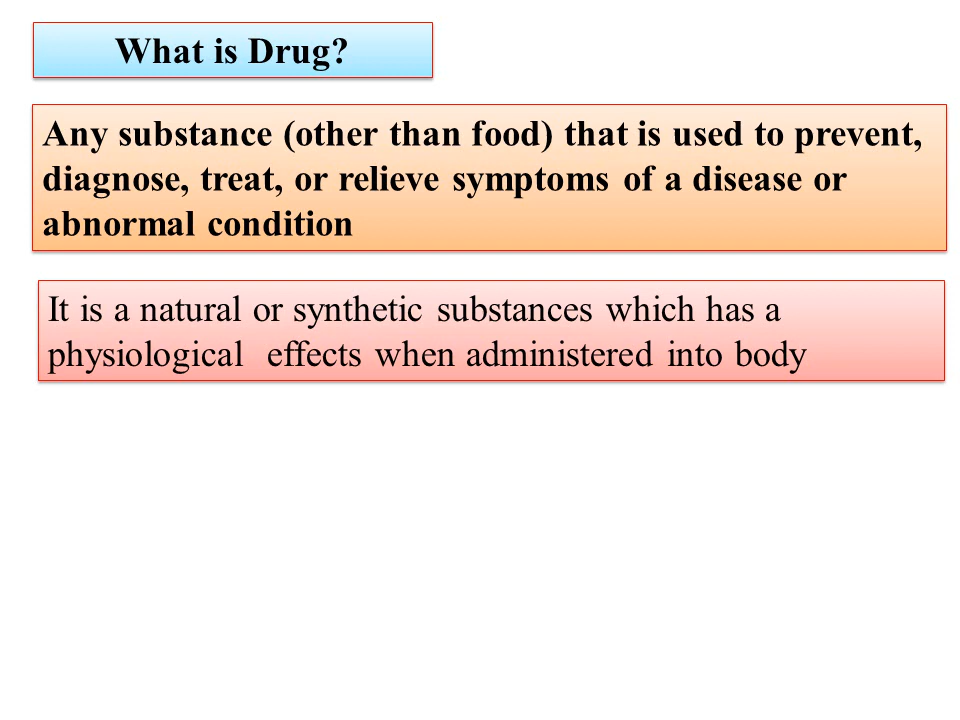 What is Drug?
Any substance (other than food) that is used to prevent,
diagnose, treat, or relieve symptoms of a disease or
abnormal condition
It is a natural or synthetic substances which has a
physiological  effects when administered into body